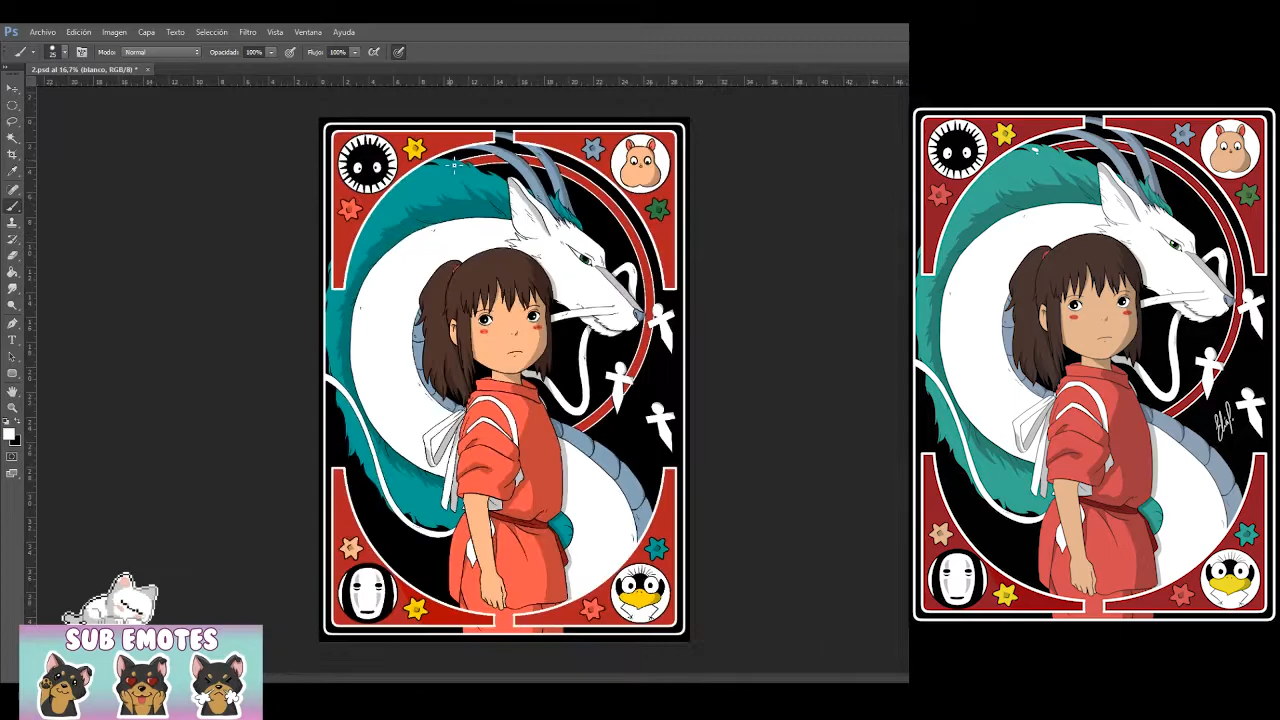 Ps Archivo Edición Imagen Capa Texto Selección Filtro Vista Ventana Ayuda
25 Modo: Normal Opacidad: 100% Flujo: 100%
2.psd al 16,7% (blanco, RGB/8) * ×
SUB EMOTES